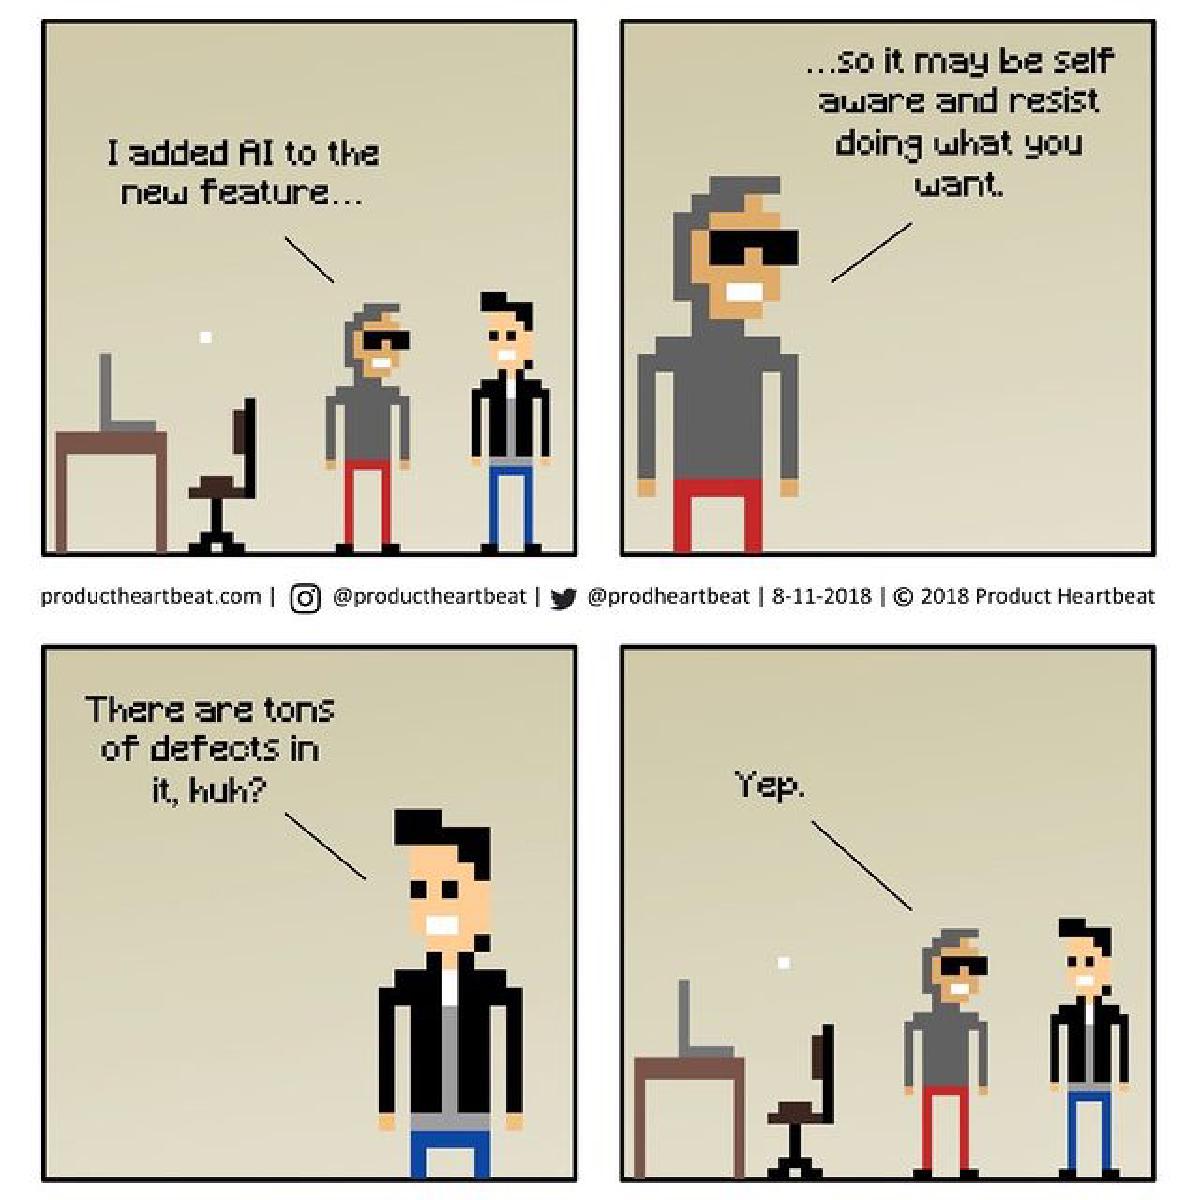 I added AI to the
new feature...
...so it may be self
aware and resist
doing what you
want.
productheartbeat.com | @productheartbeat | @prodheartbeat | 8-11-2018 | © 2018 Product Heartbeat
There are tons
of defects in
it, huh?
Yep.